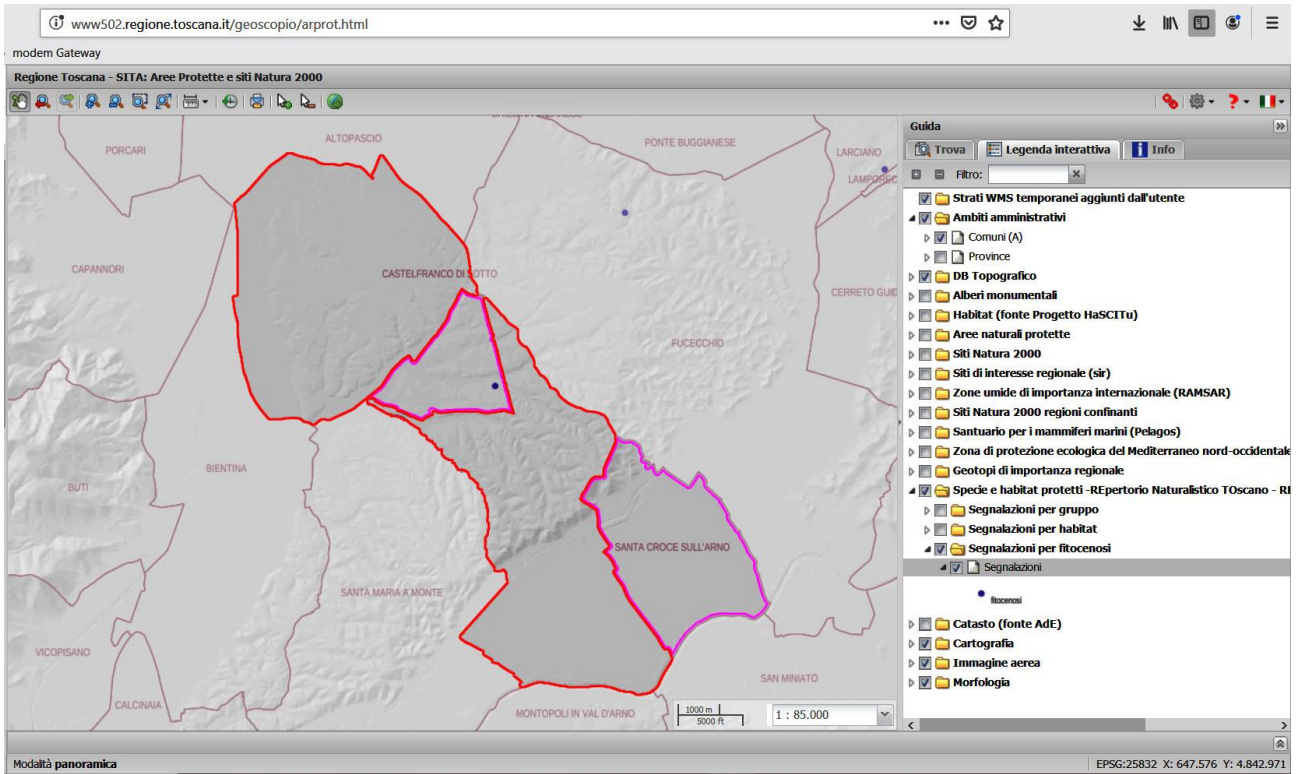 www502.regione.toscana.it/geoscopio/arprot.html
modem Gateway
Regione Toscana - SITA: Aree Protette e siti Natura 2000
Guida
Trova
Legenda interattiva
Info
Filtro:
Strati WMS temporanei aggiunti dall'utente
Ambiti amministrativi
Comuni (A)
Province
DB Topografico
Alberi monumentali
Habitat (fonte Progetto HaSCITu)
Aree naturali protette
Siti Natura 2000
Siti di interesse regionale (sir)
Zone umide di importanza internazionale (RAMSAR)
Siti Natura 2000 regioni confinanti
Santuario per i mammiferi marini (Pelagos)
Zona di protezione ecologica del Mediterraneo nord-occidentale
Geotopi di importanza regionale
Specie e habitat protetti -REpertorio Naturalistico TOscano - RE
Segnalazioni per gruppo
Segnalazioni per habitat
Segnalazioni per fitocenosi
Segnalazioni
fitocenosi
Catasto (fonte AdE)
Cartografia
Immagine aerea
Morfologia
PORCARI
ALTOPASCIO
PONTE BUGGIANESE
LARCIANO
LAMPOREC
CAPANNORI
CASTELFRANCO DI SOTTO
CERRETO GUID
FUCECCHIO
BIENTINA
BUTI
SANTA CROCE SULL'ARNO
SANTA MARIA A MONTE
VICOPISANO
SAN MINIATO
CALCINAIA
MONTOPOLI IN VAL D'ARNO
1000 m
5000 ft
1 : 85.000
Modalità panoramica
EPSG:25832 X: 647.576 Y: 4.842.971